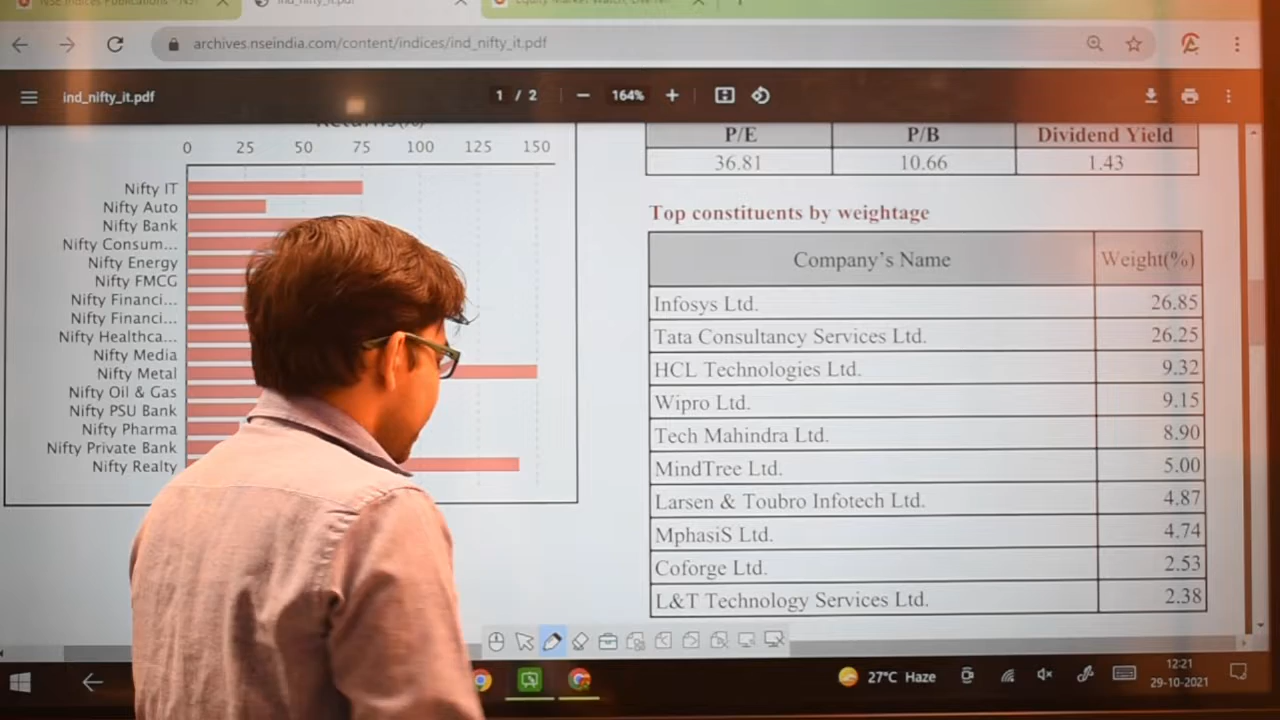 archives.nseindia.com/content/indices/ind_nifty_it.pdf
ind_nifty_it.pdf
1 / 2
164%
0 25 50 75 100 125 150
Nifty IT
Nifty Auto
Nifty Bank
Nifty Consum...
Nifty Energy
Nifty FMCG
Nifty Financi...
Nifty Financi...
Nifty Healthca...
Nifty Media
Nifty Metal
Nifty Oil & Gas
Nifty PSU Bank
Nifty Pharma
Nifty Private Bank
Nifty Realty
P/E P/B Dividend Yield
36.81 10.66 1.43
Top constituents by weightage
Company's Name Weight(%)
Infosys Ltd. 26.85
Tata Consultancy Services Ltd. 26.25
HCL Technologies Ltd. 9.32
Wipro Ltd. 9.15
Tech Mahindra Ltd. 8.90
MindTree Ltd. 5.00
Larsen & Toubro Infotech Ltd. 4.87
MphasiS Ltd. 4.74
Coforge Ltd. 2.53
L&T Technology Services Ltd. 2.38
27°C Haze
12:21
29-10-2021